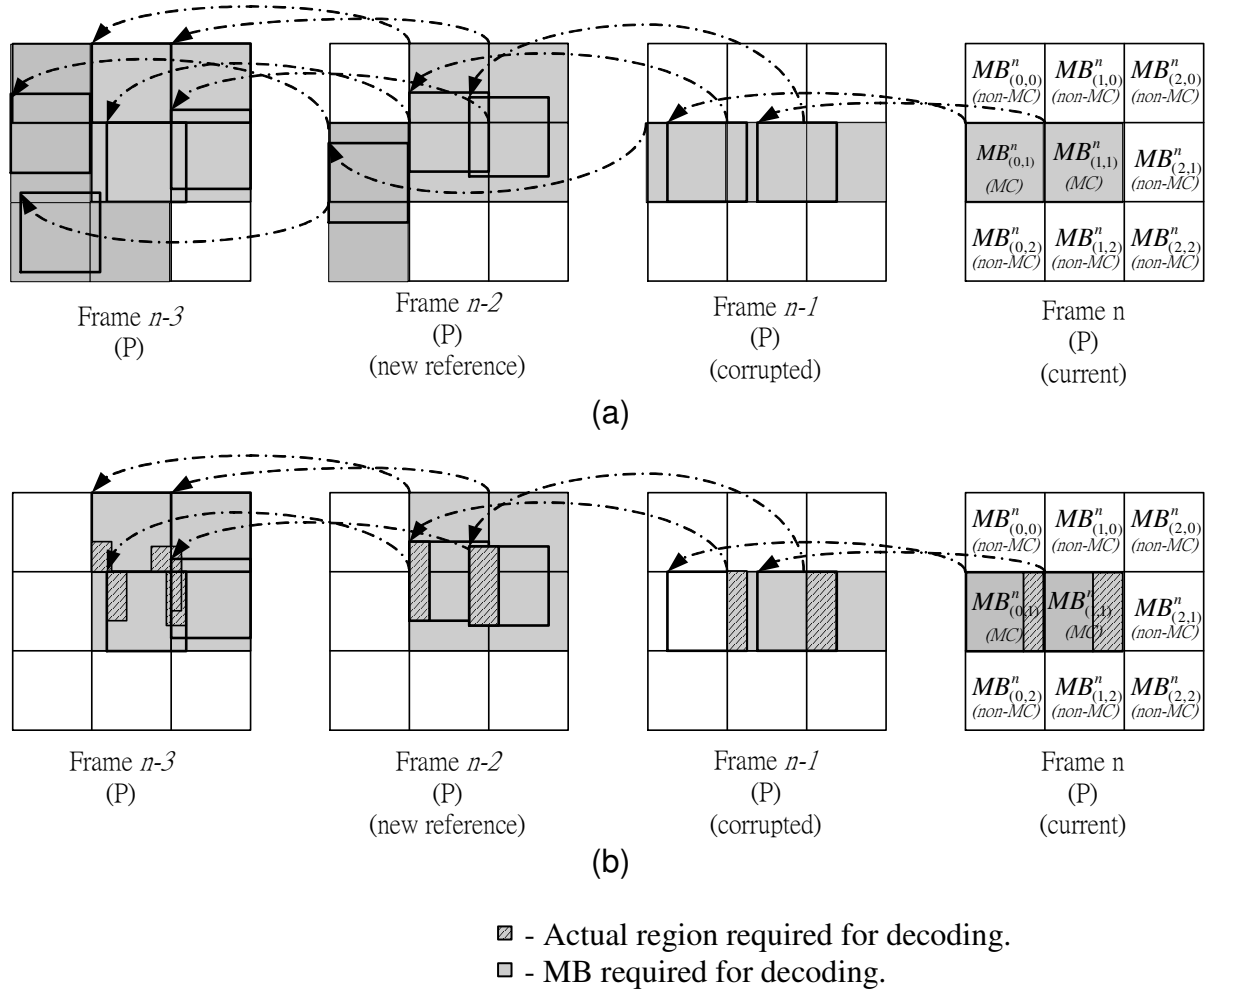 MB^n_(0,0) MB^n_(1,0) MB^n_(2,0)
(non-MC) (non-MC) (non-MC)
MB^n_(0,1) MB^n_(1,1) MB^n_(2,1)
(MC) (MC) (non-MC)
MB^n_(0,2) MB^n_(1,2) MB^n_(2,2)
(non-MC) (non-MC) (non-MC)
Frame n-3 Frame n-2 Frame n-1 Frame n
(P) (P) (P) (P)
(new reference) (corrupted) (current)
(a)
MB^n_(0,0) MB^n_(1,0) MB^n_(2,0)
(non-MC) (non-MC) (non-MC)
MB^n_(0,1) MB^n_(1,1) MB^n_(2,1)
(MC) (MC) (non-MC)
MB^n_(0,2) MB^n_(1,2) MB^n_(2,2)
(non-MC) (non-MC) (non-MC)
Frame n-3 Frame n-2 Frame n-1 Frame n
(P) (P) (P) (P)
(new reference) (corrupted) (current)
(b)
- Actual region required for decoding.
- MB required for decoding.